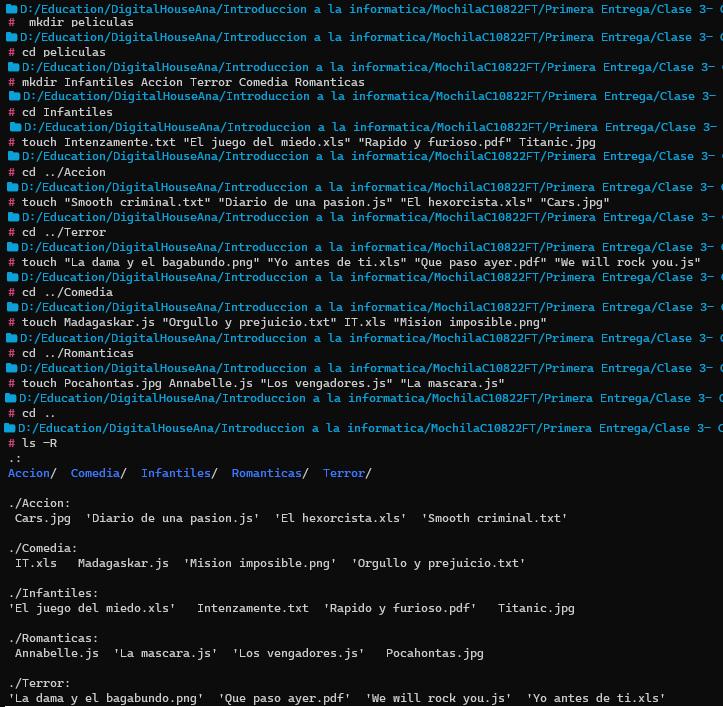 D:/Education/DigitalHouseAna/Introduccion a la informatica/MochilaC10822FT/Primera Entrega/Clase 3- C
# mkdir peliculas
D:/Education/DigitalHouseAna/Introduccion a la informatica/MochilaC10822FT/Primera Entrega/Clase 3- C
# cd peliculas
D:/Education/DigitalHouseAna/Introduccion a la informatica/MochilaC10822FT/Primera Entrega/Clase 3-
# mkdir Infantiles Accion Terror Comedia Romanticas
D:/Education/DigitalHouseAna/Introduccion a la informatica/MochilaC10822FT/Primera Entrega/Clase 3-
# cd Infantiles
D:/Education/DigitalHouseAna/Introduccion a la informatica/MochilaC10822FT/Primera Entrega/Clase 3-
# touch Intenzamente.txt "El juego del miedo.xls" "Rapido y furioso.pdf" Titanic.jpg
D:/Education/DigitalHouseAna/Introduccion a la informatica/MochilaC10822FT/Primera Entrega/Clase 3-
# cd ../Accion
D:/Education/DigitalHouseAna/Introduccion a la informatica/MochilaC10822FT/Primera Entrega/Clase 3- C
# touch "Smooth criminal.txt" "Diario de una pasion.js" "El hexorcista.xls" "Cars.jpg"
D:/Education/DigitalHouseAna/Introduccion a la informatica/MochilaC10822FT/Primera Entrega/Clase 3-
# cd ../Terror
D:/Education/DigitalHouseAna/Introduccion a la informatica/MochilaC10822FT/Primera Entrega/Clase 3- C
# touch "La dama y el bagabundo.png" "Yo antes de ti.xls" "Que paso ayer.pdf" "We will rock you.js"
D:/Education/DigitalHouseAna/Introduccion a la informatica/MochilaC10822FT/Primera Entrega/Clase 3- C
# cd ../Comedia
D:/Education/DigitalHouseAna/Introduccion a la informatica/MochilaC10822FT/Primera Entrega/Clase 3- C
# touch Madagaskar.js "Orgullo y prejuicio.txt" IT.xls "Mision imposible.png"
D:/Education/DigitalHouseAna/Introduccion a la informatica/MochilaC10822FT/Primera Entrega/Clase 3- C
# cd ../Romanticas
D:/Education/DigitalHouseAna/Introduccion a la informatica/MochilaC10822FT/Primera Entrega/Clase 3- C
# touch Pocahontas.jpg Annabelle.js "Los vengadores.js" "La mascara.js"
D:/Education/DigitalHouseAna/Introduccion a la informatica/MochilaC10822FT/Primera Entrega/Clase 3- C
# cd ..
D:/Education/DigitalHouseAna/Introduccion a la informatica/MochilaC10822FT/Primera Entrega/Clase 3- C
# ls -R
.:
Accion/ Comedia/ Infantiles/ Romanticas/ Terror/
./Accion:
Cars.jpg 'Diario de una pasion.js' 'El hexorcista.xls' 'Smooth criminal.txt'
./Comedia:
IT.xls Madagaskar.js 'Mision imposible.png' 'Orgullo y prejuicio.txt'
./Infantiles:
'El juego del miedo.xls' Intenzamente.txt 'Rapido y furioso.pdf' Titanic.jpg
./Romanticas:
Annabelle.js 'La mascara.js' 'Los vengadores.js' Pocahontas.jpg
./Terror:
'La dama y el bagabundo.png' 'Que paso ayer.pdf' 'We will rock you.js' 'Yo antes de ti.xls'